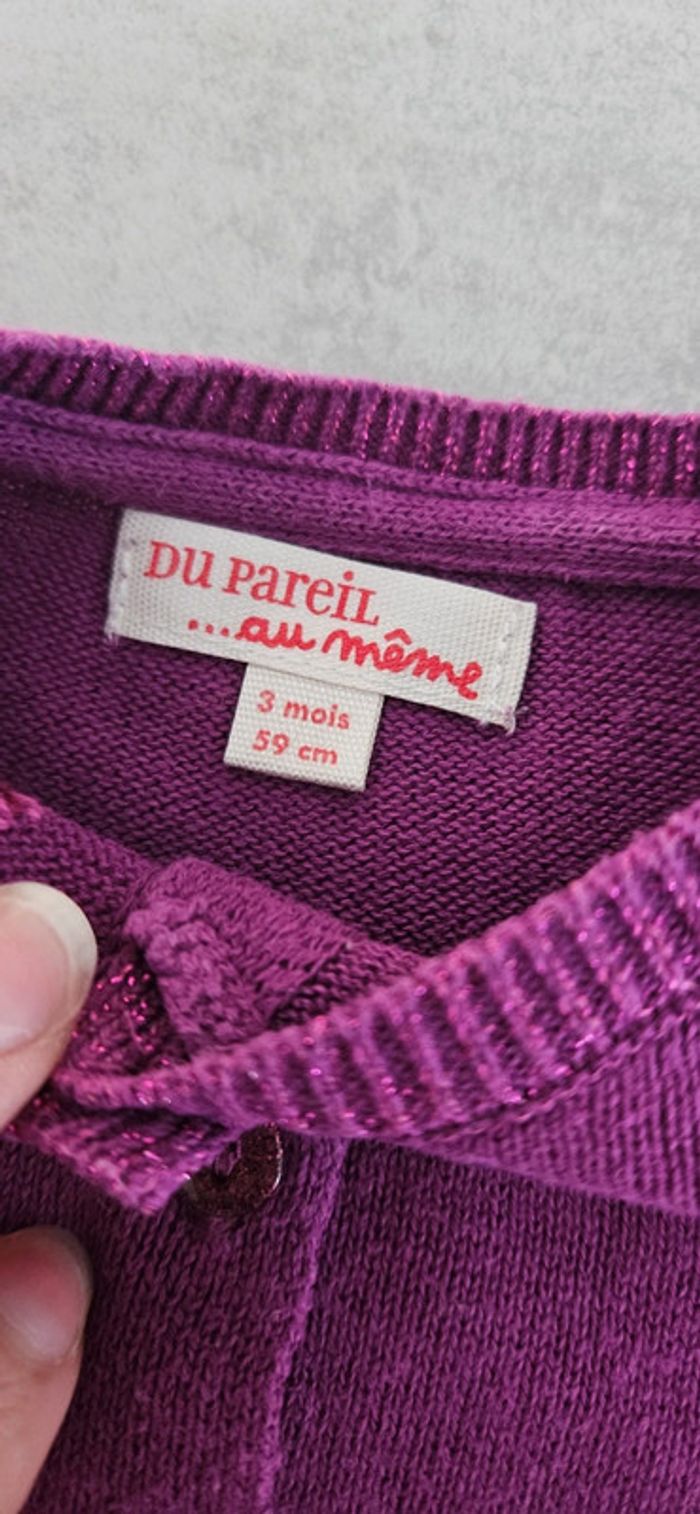 DU PAREIL
...au même
3 mois
59 cm